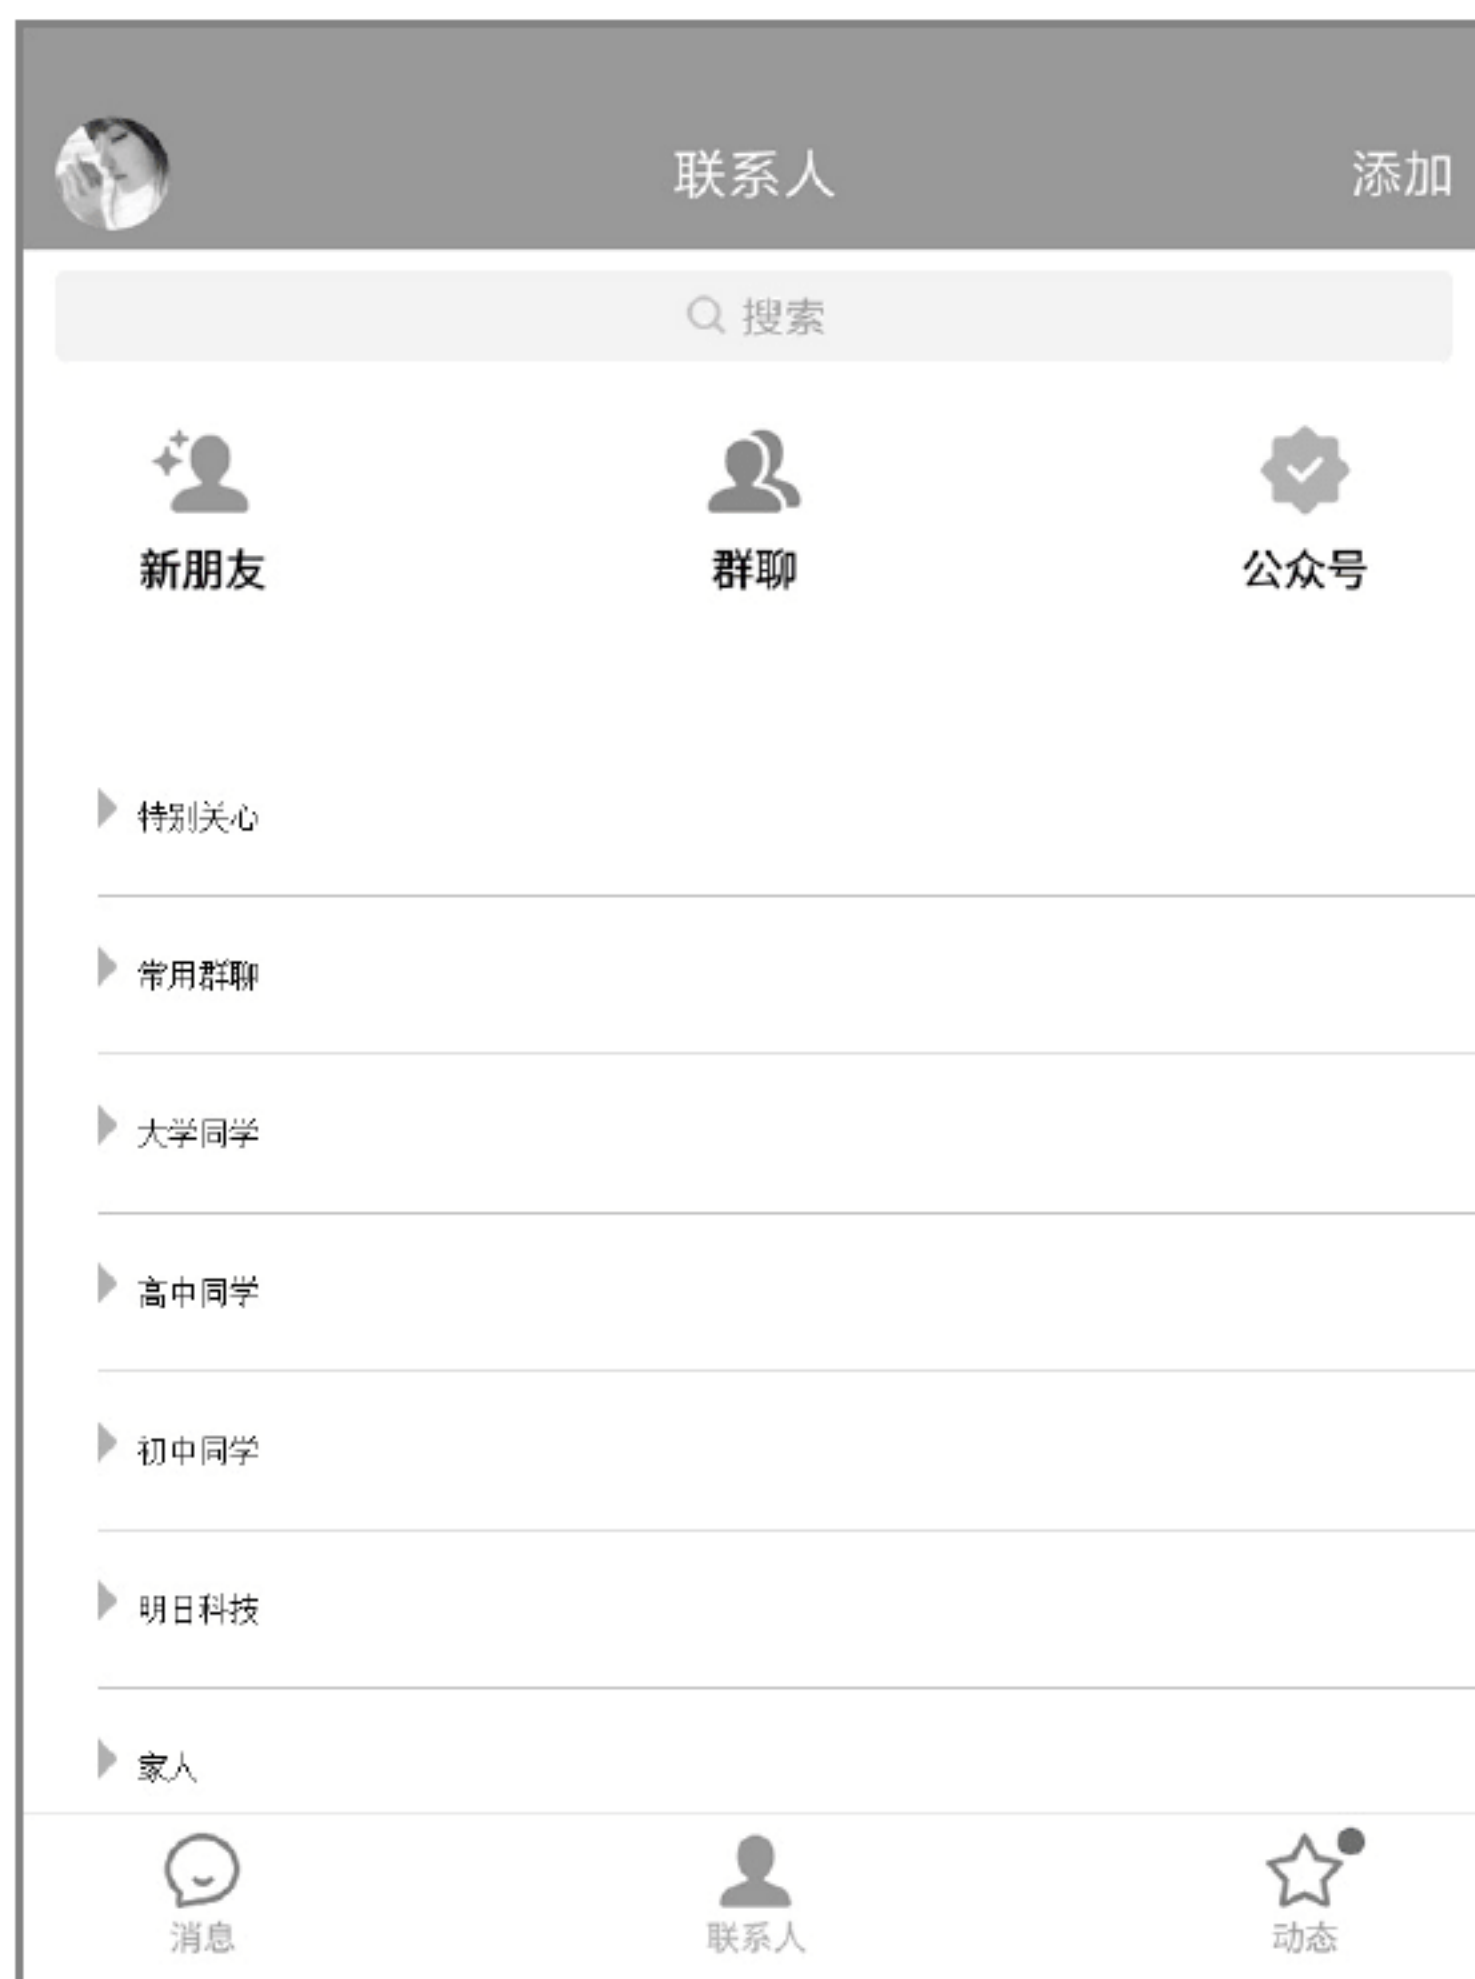 联系人 添加
搜索
新朋友 群聊 公众号
特别关心
常用群聊
大学同学
高中同学
初中同学
明日科技
家人
消息 联系人 动态